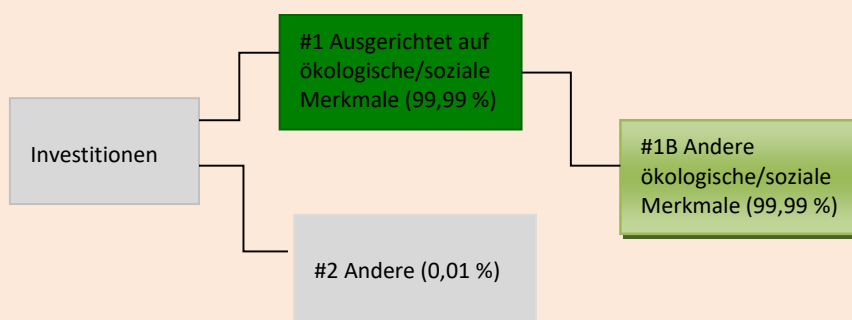 Investitionen
#1 Ausgerichtet auf
ökologische/soziale
Merkmale (99,99 %)
#2 Andere (0,01 %)
#1B Andere
ökologische/soziale
Merkmale (99,99 %)